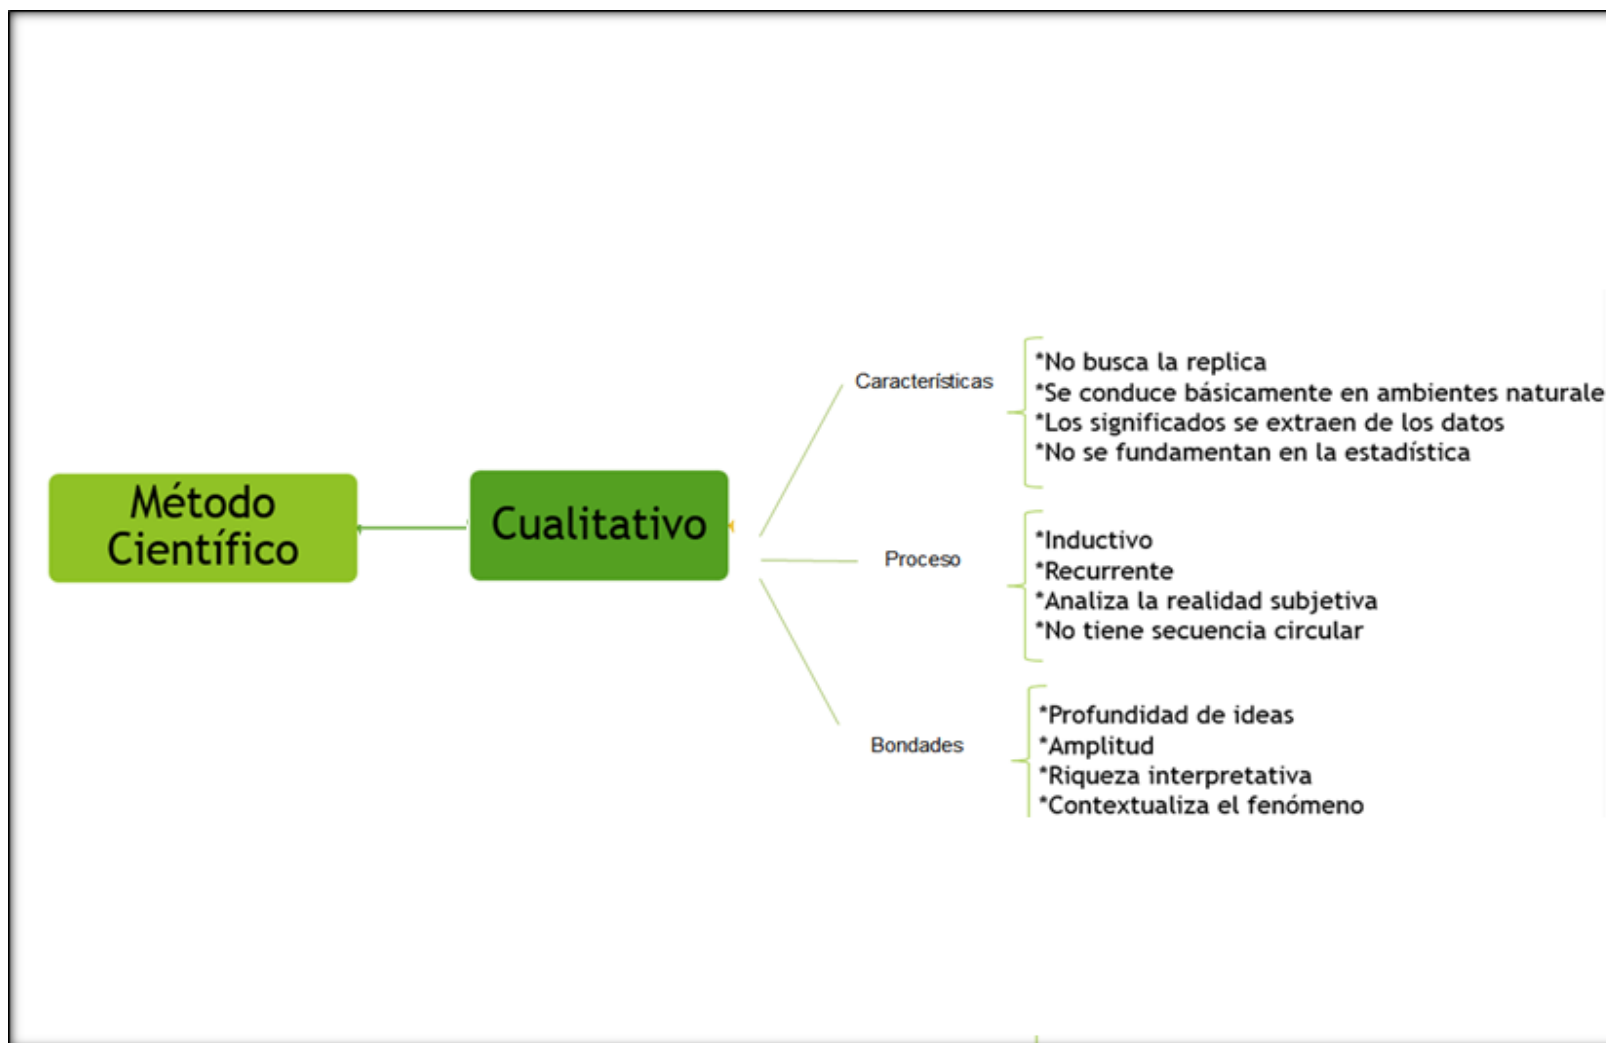 Método
Científico
Cualitativo
Características
*No busca la replica
*Se conduce básicamente en ambientes naturale
*Los significados se extraen de los datos
*No se fundamentan en la estadística
Proceso
*Inductivo
*Recurrente
*Analiza la realidad subjetiva
*No tiene secuencia circular
Bondades
*Profundidad de ideas
*Amplitud
*Riqueza interpretativa
*Contextualiza el fenómeno